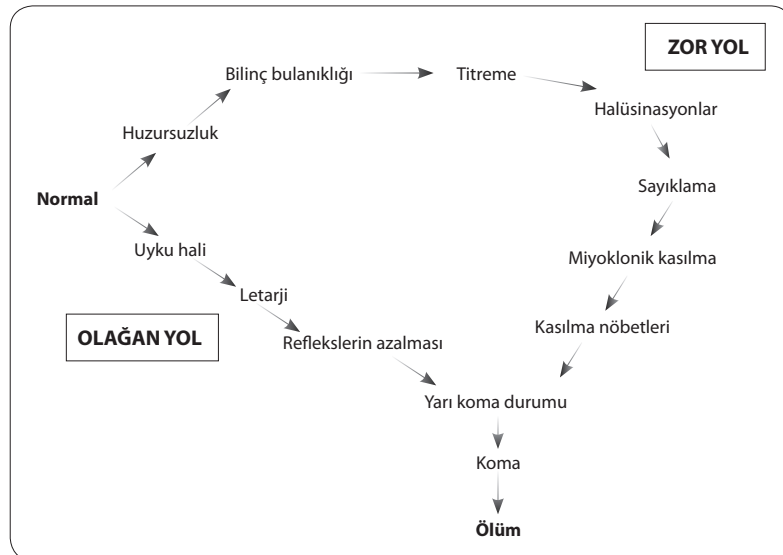 ZOR YOL
Bilinç bulanıklığı
Titreme
Halüsinasyonlar
Huzursuzluk
Sayıklama
Normal
Uyku hali
Miyoklonik kasılma
Letarji
Kasılma nöbetleri
OLAĞAN YOL
Reflekslerin azalması
Yarı koma durumu
Koma
Ölüm